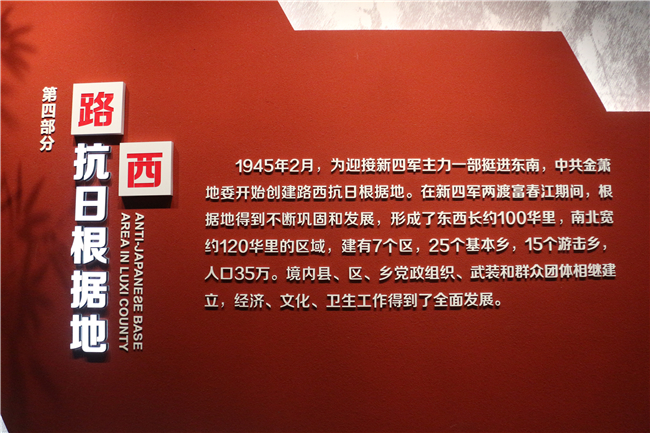 第四部分
路西
抗日根据地
ANTI-JAPANESE BASE
AREA IN LUXI COUNTY
1945年2月，为迎接新四军主力一部挺进东南，中共金萧
地委开始创建路西抗日根据地。在新四军两渡富春江期间，根
据地得到不断巩固和发展，形成了东西长约100华里，南北宽
约120华里的区域，建有7个区，25个基本乡，15个游击乡，
人口35万。境内县、区、乡党政组织、武装和群众团体相继建
立，经济、文化、卫生工作得到了全面发展。